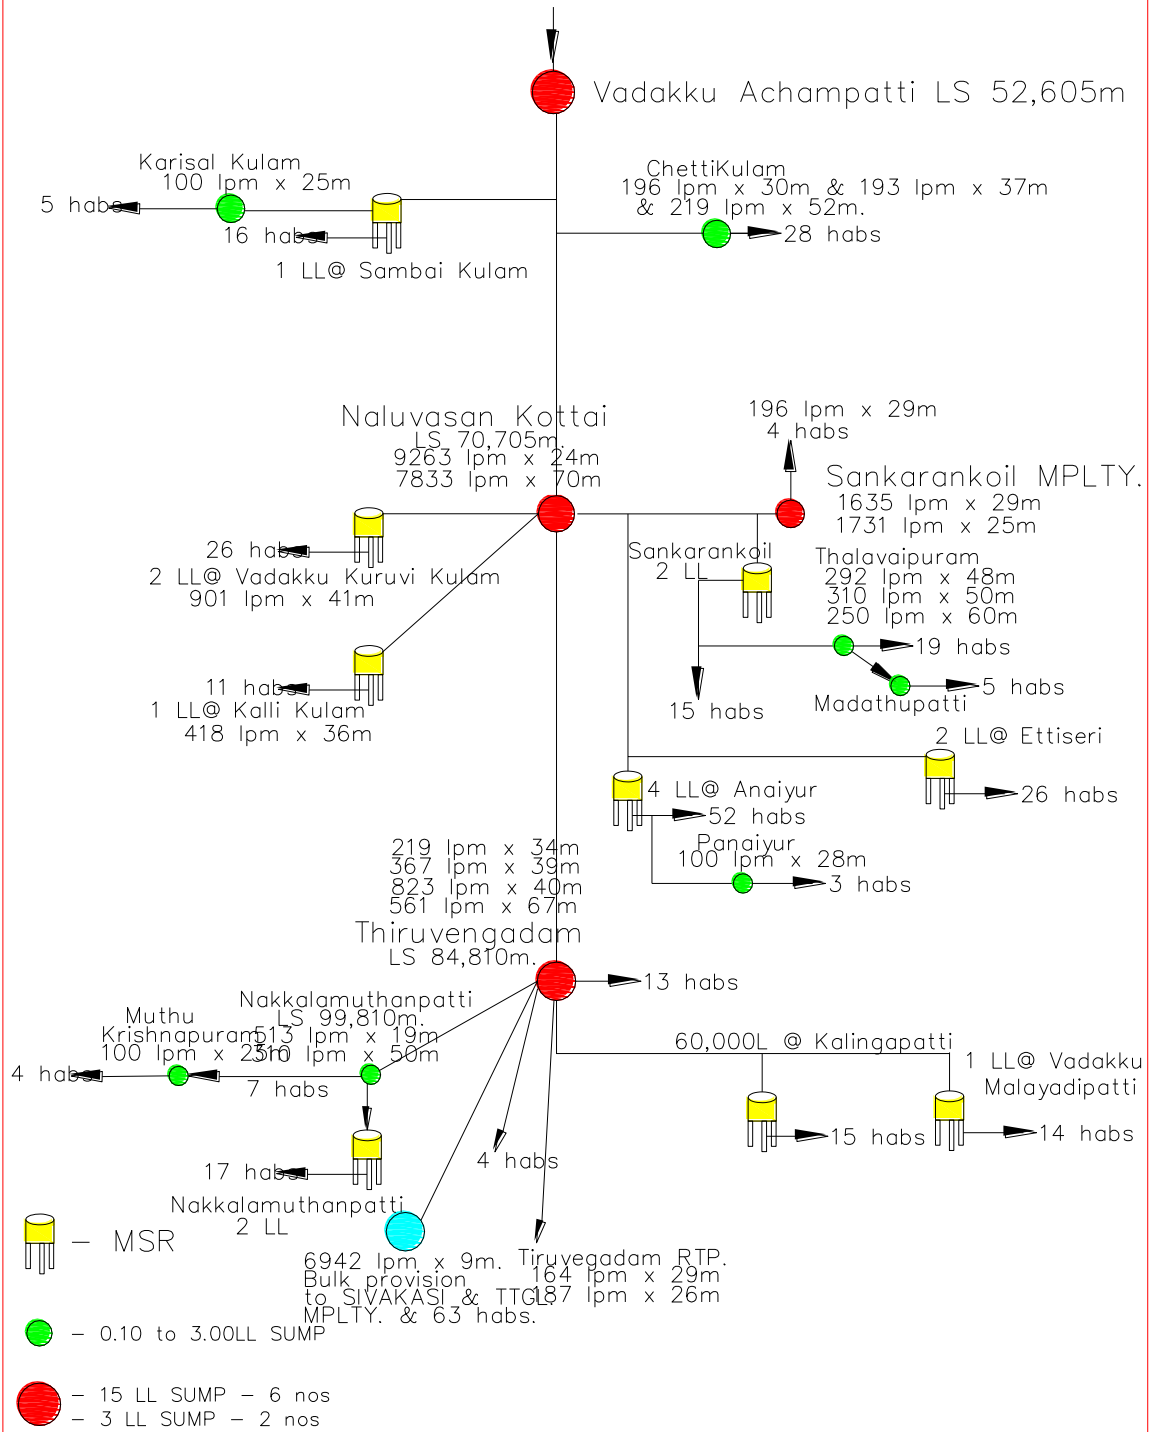 Vadakku Achampatti LS 52,605m
Karisal Kulam
100 lpm x 25m
5 habs
16 habs
1 LL@ Sambai Kulam
ChettiKulam
196 lpm x 30m & 193 lpm x 37m
& 219 lpm x 52m.
28 habs
Naluvasan Kottai
LS 70,705m.
9263 lpm x 24m
7833 lpm x 70m
196 lpm x 29m
4 habs
Sankarankoil MPLTY.
1635 lpm x 29m
1731 lpm x 25m
26 habs
2 LL@ Vadakku Kuruvi Kulam
901 lpm x 41m
Sankarankoil
2 LL
Thalavaipuram
292 lpm x 48m
310 lpm x 50m
250 lpm x 60m
19 habs
5 habs
Madathupatti
15 habs
11 habs
1 LL@ Kalli Kulam
418 lpm x 36m
2 LL@ Ettiseri
26 habs
4 LL@ Anaiyur
52 habs
Panaiyur
100 lpm x 28m
3 habs
219 lpm x 34m
367 lpm x 39m
823 lpm x 40m
561 lpm x 67m
Thiruvengadam
LS 84,810m.
13 habs
Nakkalamuthanpatti
LS 99,810m.
513 lpm x 19m
310 lpm x 50m
Muthu
Krishnapuram
100 lpm x 25m
4 habs
7 habs
60,000L @ Kalingapatti
1 LL@ Vadakku
Malayadipatti
15 habs
14 habs
4 habs
17 habs
Nakkalamuthanpatti
2 LL
6942 lpm x 9m.
Bulk provision
to SIVAKASI & TTGL.
MPLTY. & 63 habs.
Tiruvegadam RTP.
164 lpm x 29m
187 lpm x 26m
– MSR
– 0.10 to 3.00LL SUMP
– 15 LL SUMP – 6 nos
– 3 LL SUMP – 2 nos